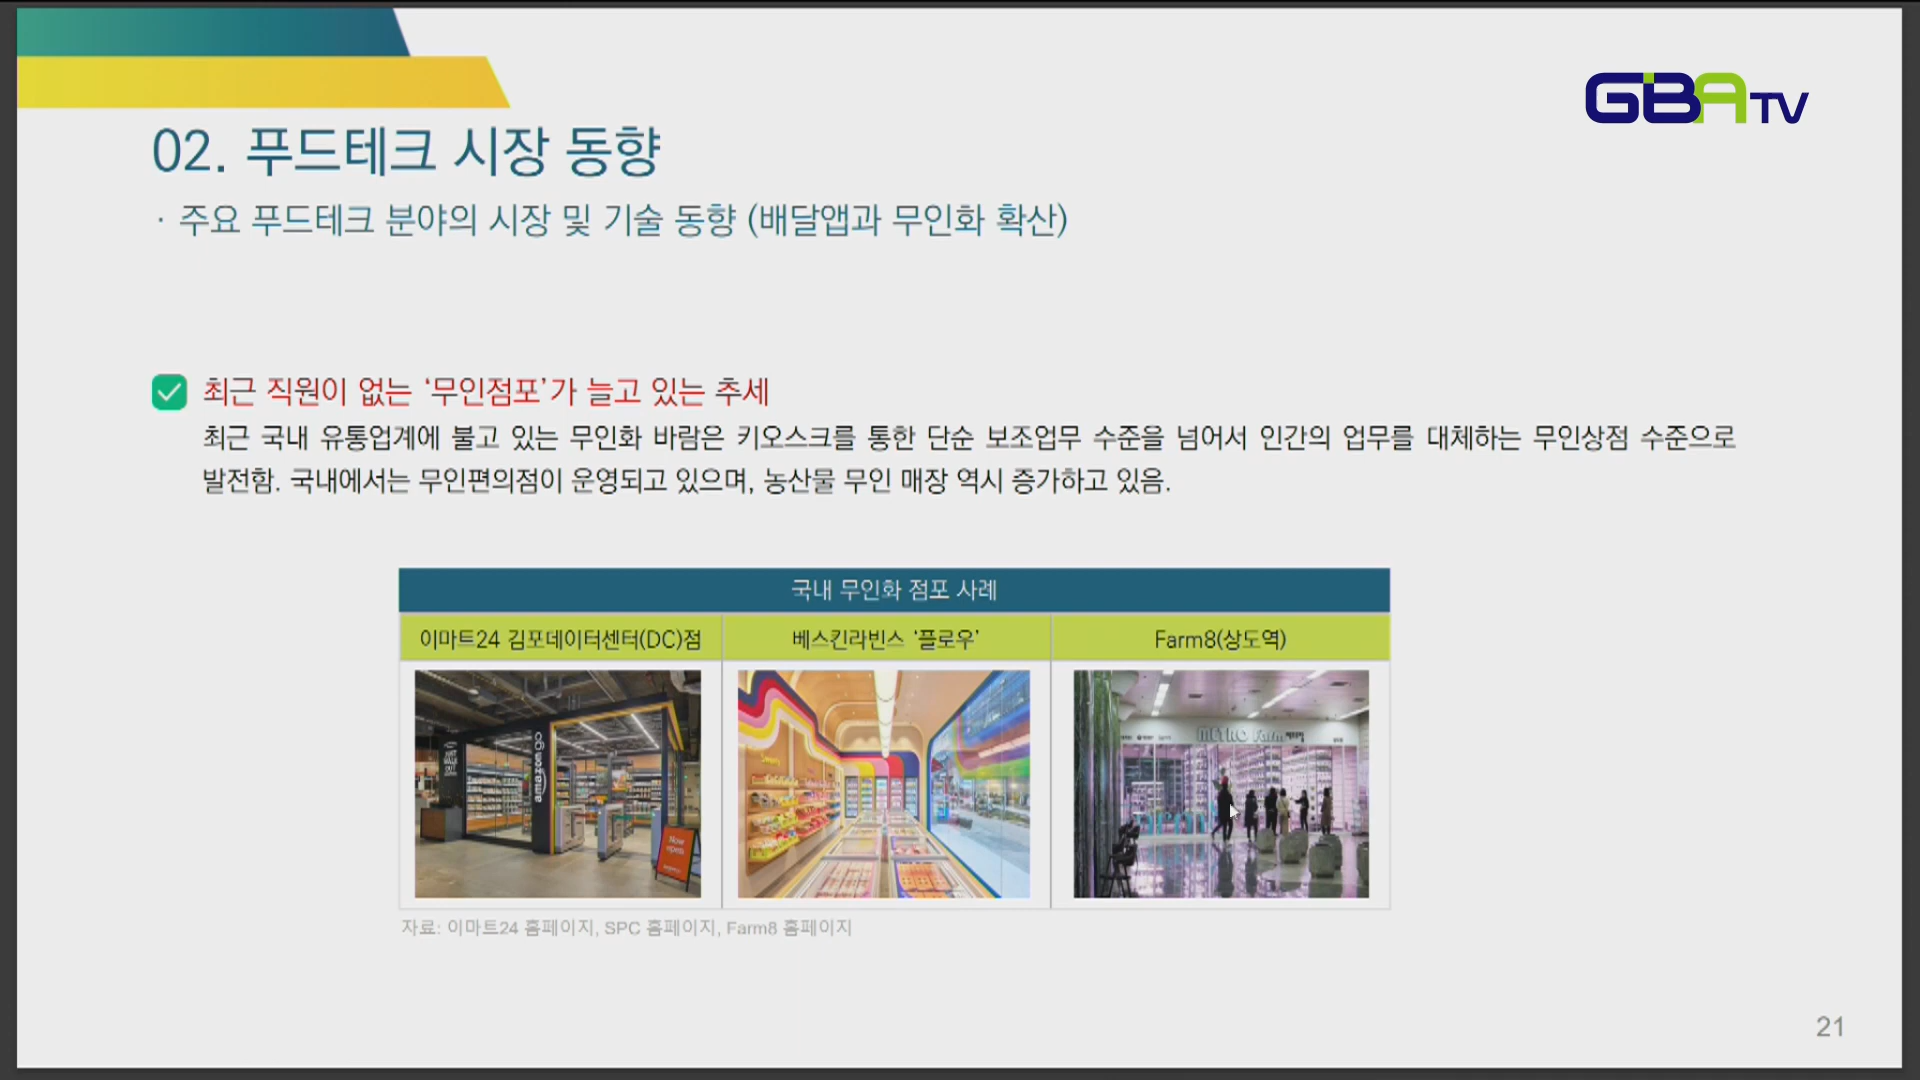 GBA TV
02. 푸드테크 시장 동향
· 주요 푸드테크 분야의 시장 및 기술 동향 (배달앱과 무인화 확산)
최근 직원이 없는 ‘무인점포’가 늘고 있는 추세
최근 국내 유통업계에 불고 있는 무인화 바람은 키오스크를 통한 단순 보조업무 수준을 넘어서 인간의 업무를 대체하는 무인상점 수준으로
발전함. 국내에서는 무인편의점이 운영되고 있으며, 농산물 무인 매장 역시 증가하고 있음.
국내 무인화 점포 사례
이마트24 김포데이터센터(DC)점
베스킨라빈스 ‘플로우’
Farm8(상도역)
amazon go
Now open
METRO Farm
자료: 이마트24 홈페이지, SPC 홈페이지, Farm8 홈페이지
21